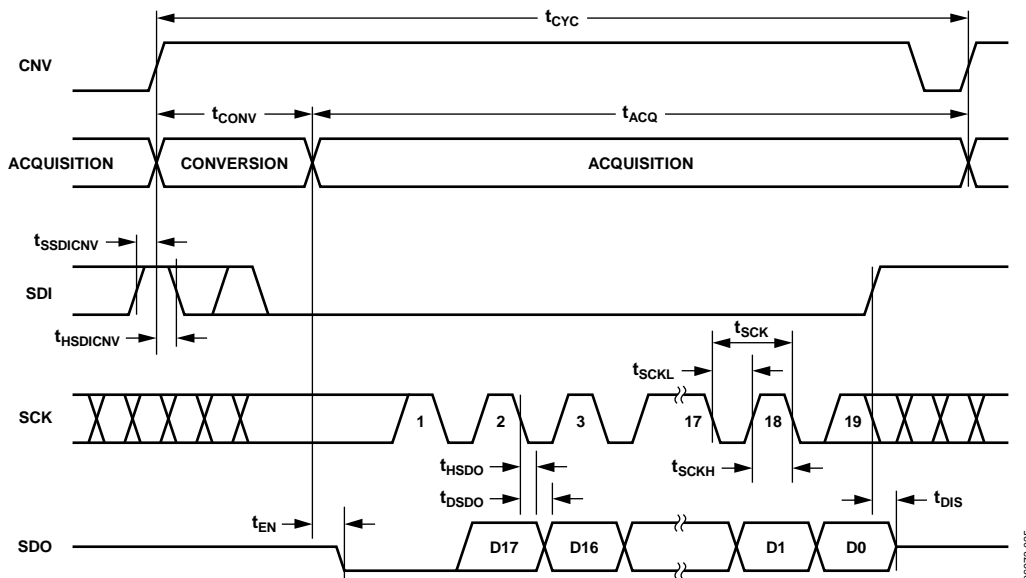 tCYC
CNV
tCONV
tACQ
ACQUISITION
CONVERSION
ACQUISITION
tSSDICNV
SDI
tHSDICNV
tSCK
tSCKL
SCK
1
2
3
17
18
19
tHSDO
tSCKH
tDSDO
tDIS
tEN
SDO
D17
D16
D1
D0